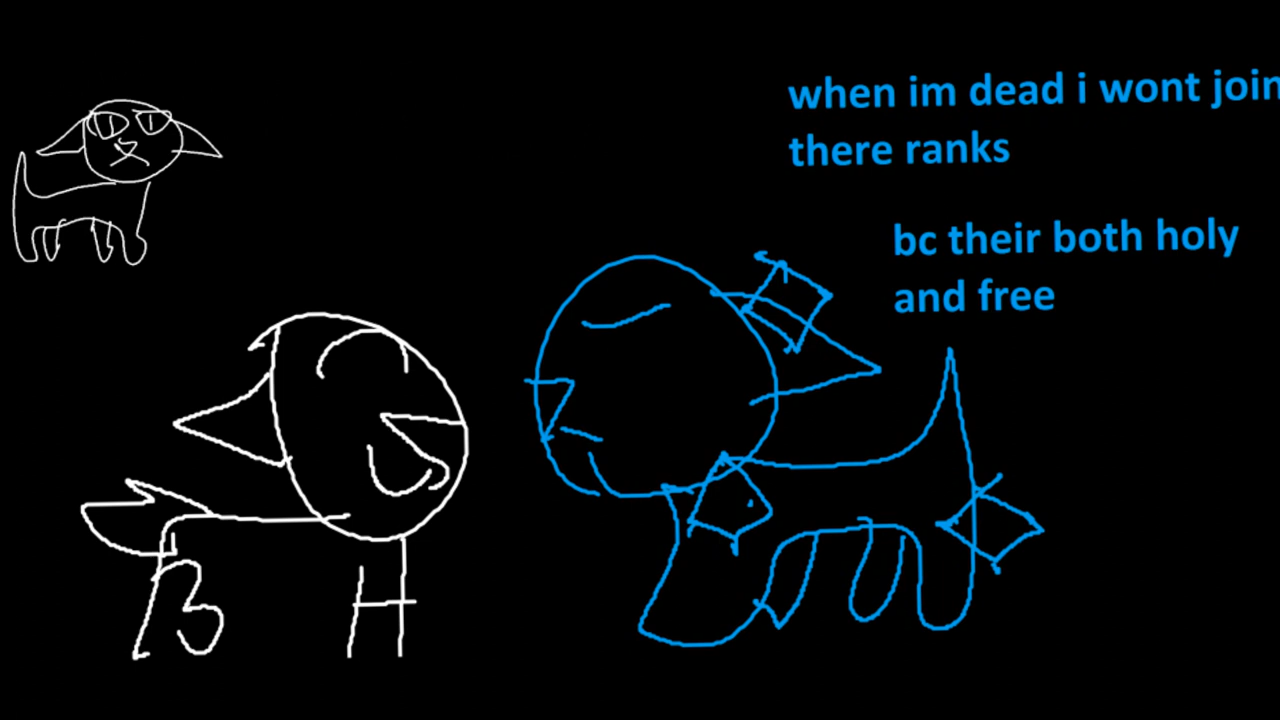 when im dead i wont join
there ranks
bc their both holy
and free